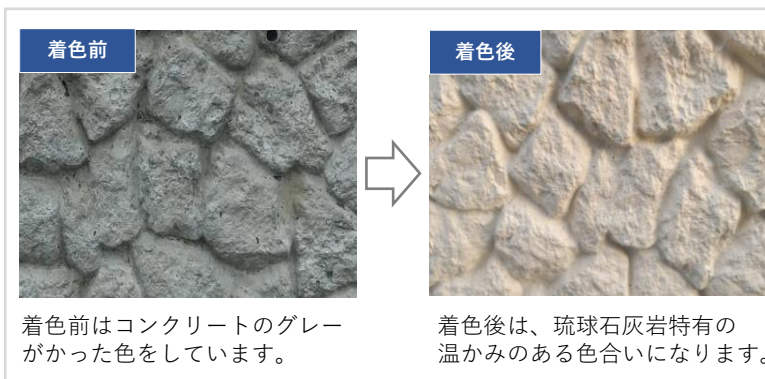 着色前
着色後
着色前はコンクリートのグレー
がかった色をしています。
着色後は、琉球石灰岩特有の
温かみのある色合いになります。